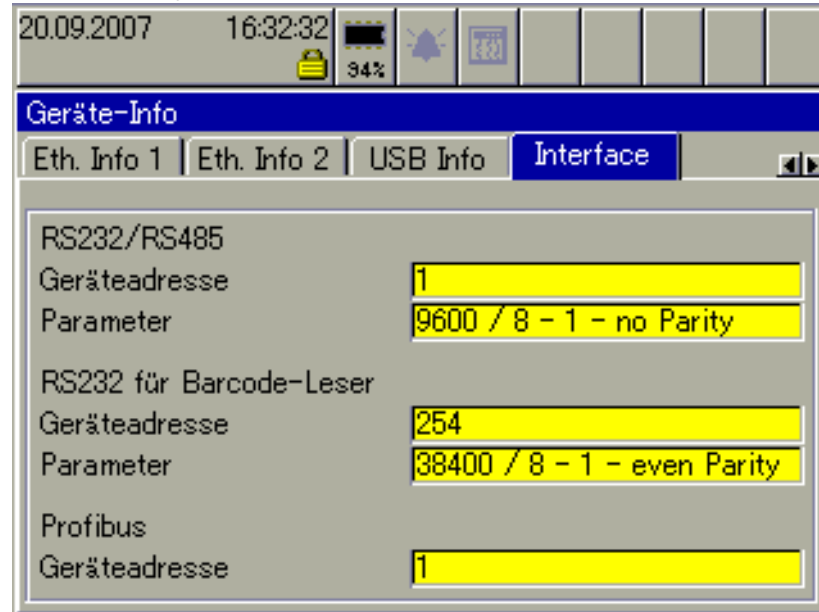 20.09.2007 16:32:32
94%
Geräte-Info
Eth. Info 1 Eth. Info 2 USB Info Interface
RS232/RS485
Geräteadresse 1
Parameter 9600 / 8 - 1 - no Parity
RS232 für Barcode-Leser
Geräteadresse 254
Parameter 38400 / 8 - 1 - even Parity
Profibus
Geräteadresse 1